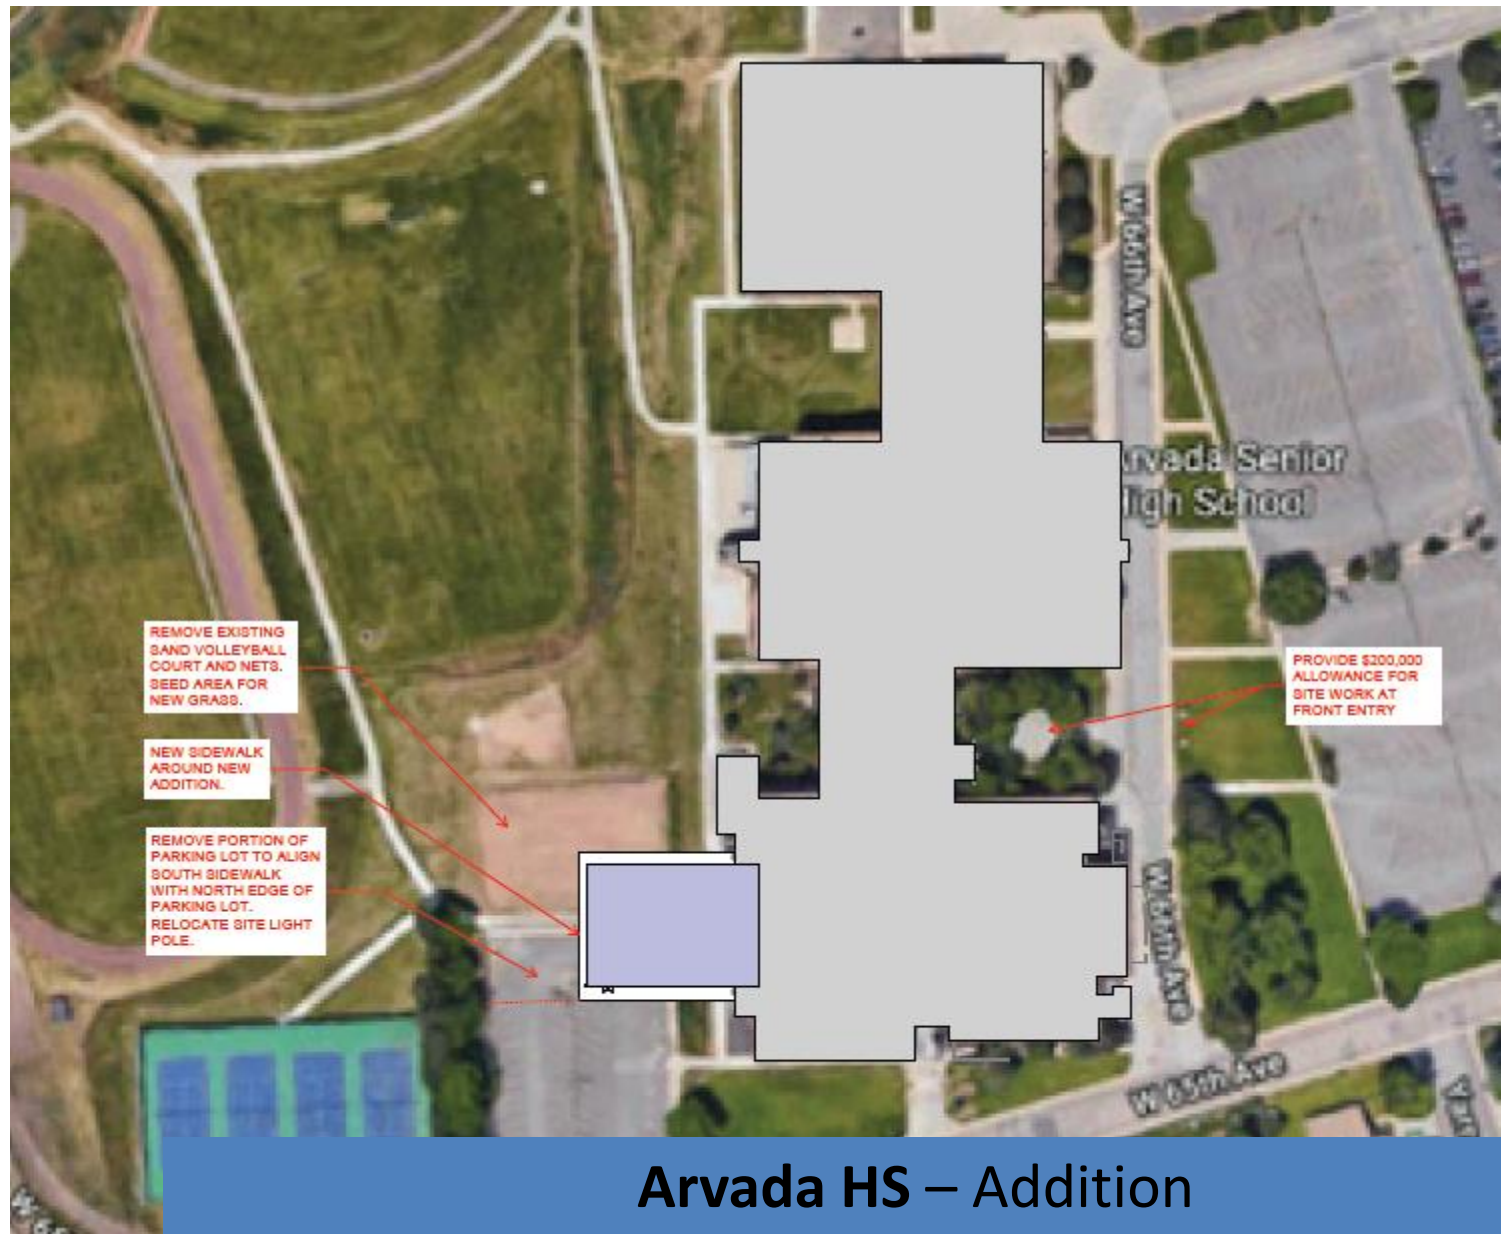 W 66th Ave
Arvada Senior
High School
REMOVE EXISTING
SAND VOLLEYBALL
COURT AND NETS.
SEED AREA FOR
NEW GRASS.
PROVIDE $200,000
ALLOWANCE FOR
SITE WORK AT
FRONT ENTRY
NEW SIDEWALK
AROUND NEW
ADDITION.
REMOVE PORTION OF
PARKING LOT TO ALIGN
SOUTH SIDEWALK
WITH NORTH EDGE OF
PARKING LOT.
RELOCATE SITE LIGHT
POLE.
W 65th Ave
Arvada HS – Addition